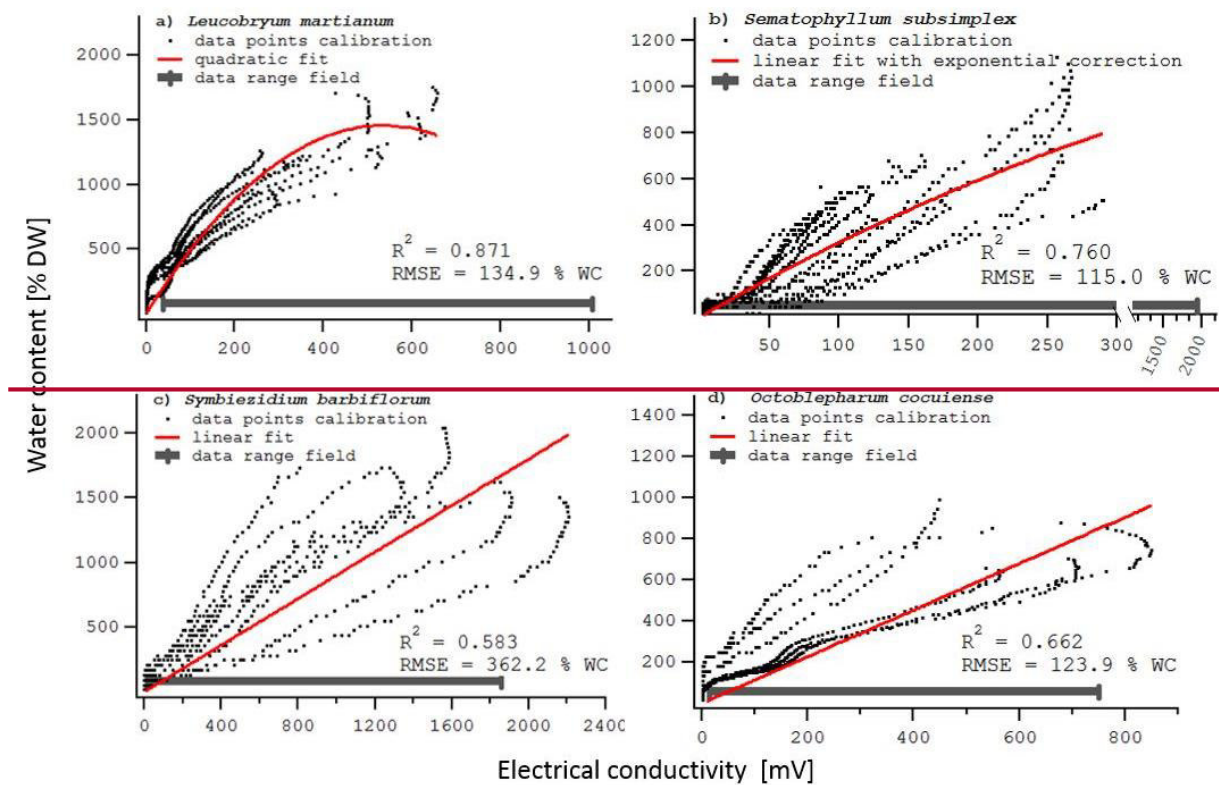 a) Leucobryum martianum
data points calibration
quadratic fit
data range field
2000
1500
1000
500
R² = 0.871
RMSE = 134.9 % WC
0 200 400 600 800 1000
b) Sematophyllum subsimplex
data points calibration
linear fit with exponential correction
data range field
1200
1000
800
600
400
200
R² = 0.760
RMSE = 115.0 % WC
50 100 150 200 250 300 1500 2000
Water content [% DW]
c) Symbiezidium barbiflorum
data points calibration
linear fit
data range field
2000
1500
1000
500
R² = 0.583
RMSE = 362.2 % WC
0 400 800 1200 1600 2000 2400
d) Octoblepharum cocuiense
data points calibration
linear fit
data range field
1400
1200
1000
800
600
400
200
R² = 0.662
RMSE = 123.9 % WC
0 200 400 600 800
Electrical conductivity [mV]